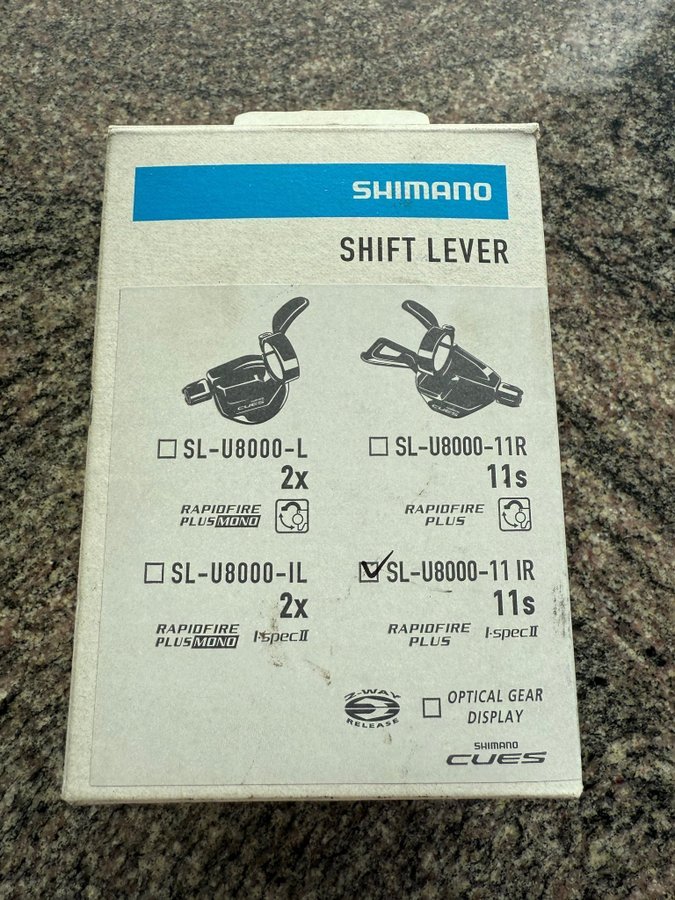 SHIMANO
SHIFT LEVER
CUES
CUES
SL-U8000-L
2x
RAPIDFIRE
PLUS MONO
SL-U8000-11R
11s
RAPIDFIRE
PLUS
SL-U8000-IL
2x
RAPIDFIRE
PLUS MONO I-spec II
SL-U8000-11 IR
11s
RAPIDFIRE
PLUS I-spec II
2-WAY
RELEASE
OPTICAL GEAR
DISPLAY
SHIMANO
CUES